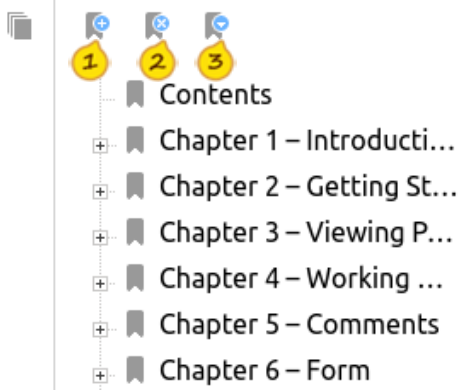 1 2 3
Contents
Chapter 1 – Introducti...
Chapter 2 – Getting St...
Chapter 3 – Viewing P...
Chapter 4 – Working ...
Chapter 5 – Comments
Chapter 6 – Form